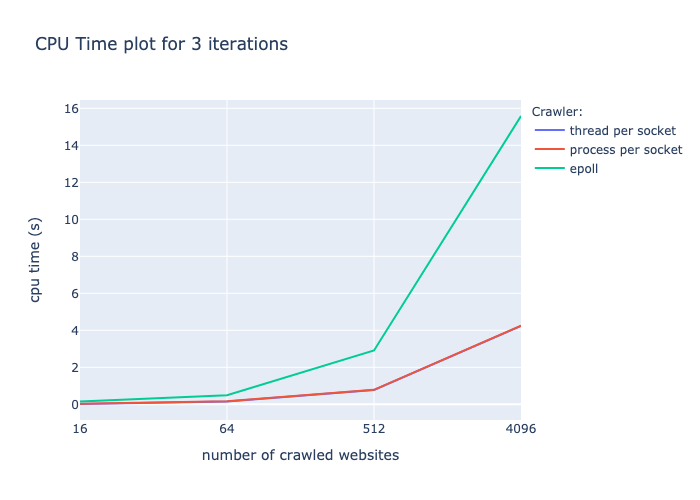 CPU Time plot for 3 iterations
Crawler:
thread per socket
process per socket
epoll
cpu time (s)
16
14
12
10
8
6
4
2
0
16 64 512 4096
number of crawled websites